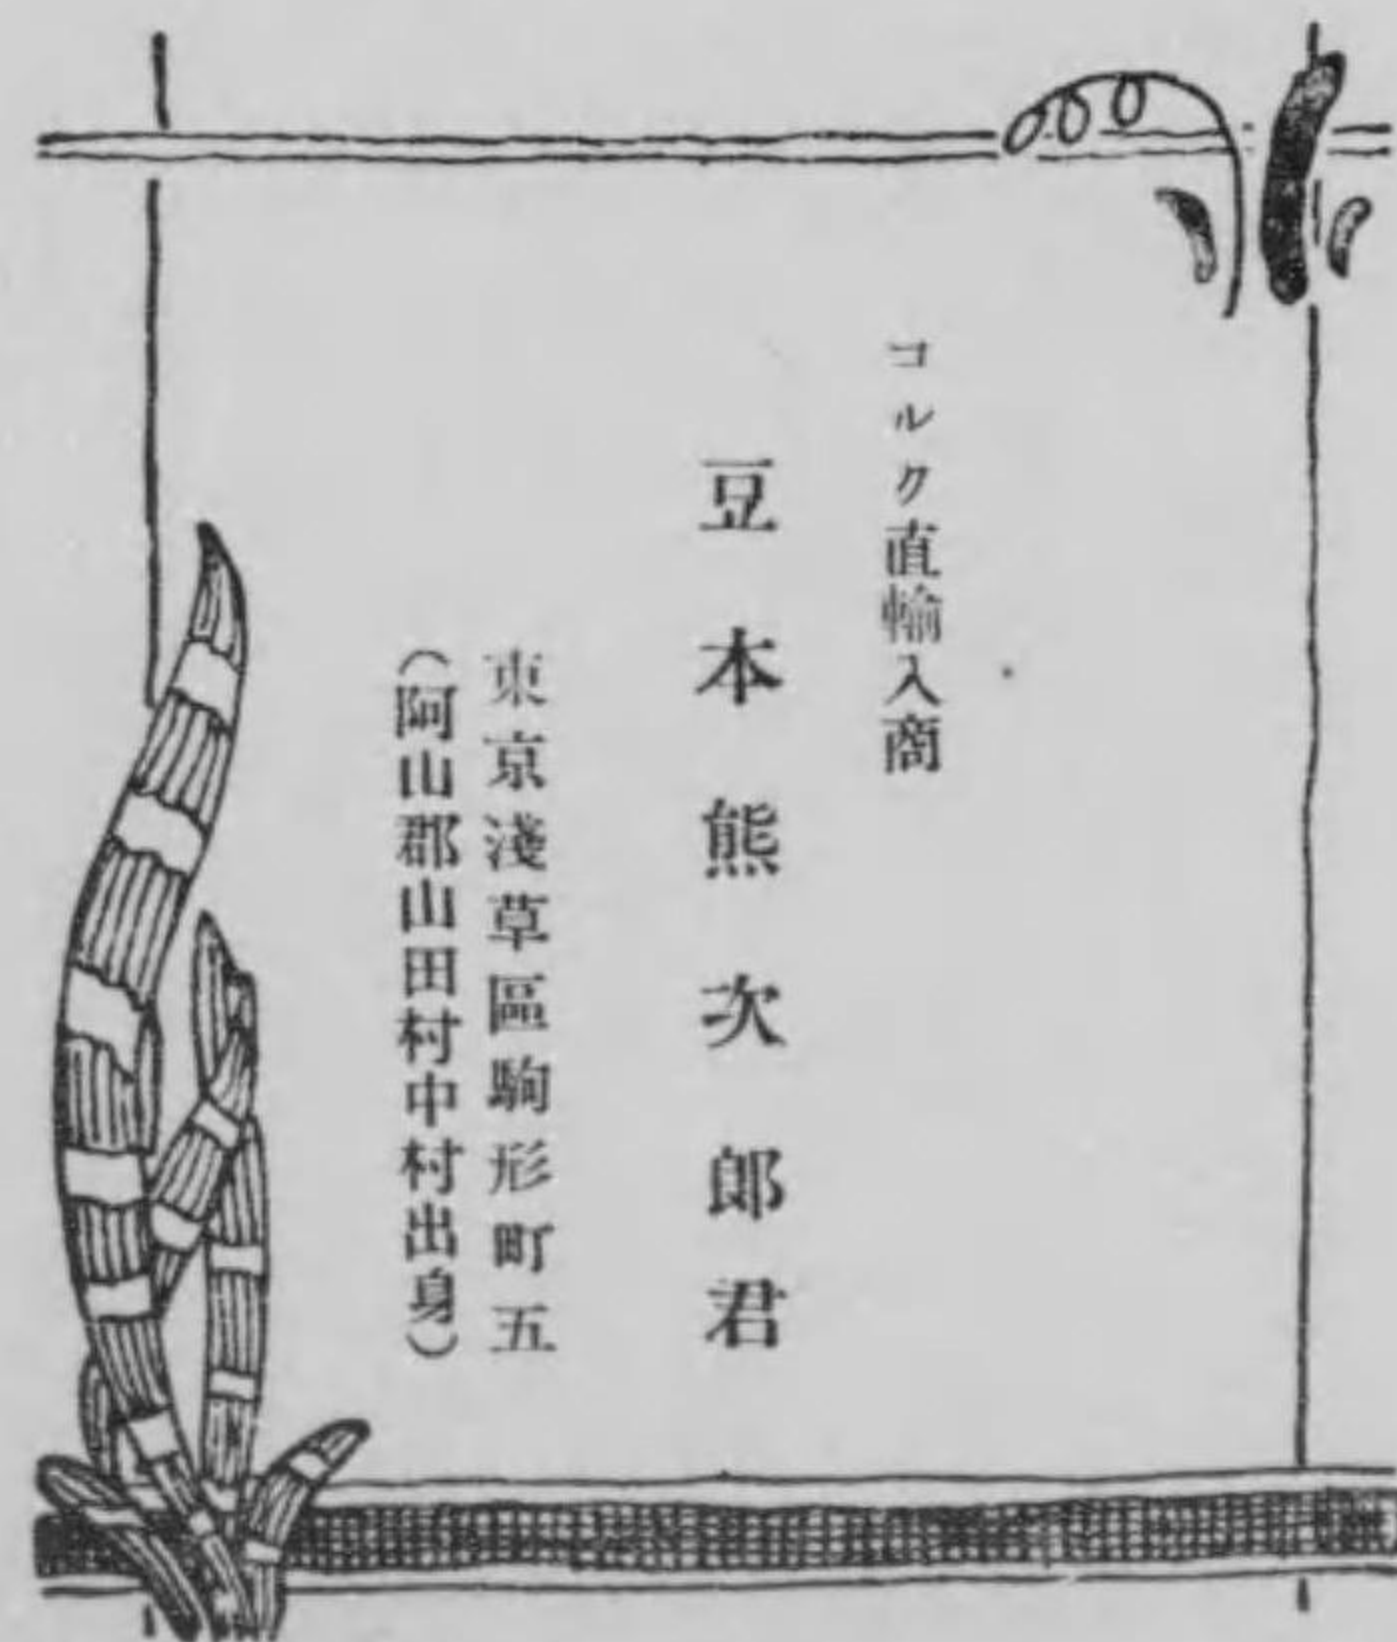 コルク直輸入商
豆本熊次郎君
東京淺草區駒形町五
(阿山郡山田村中村出身)